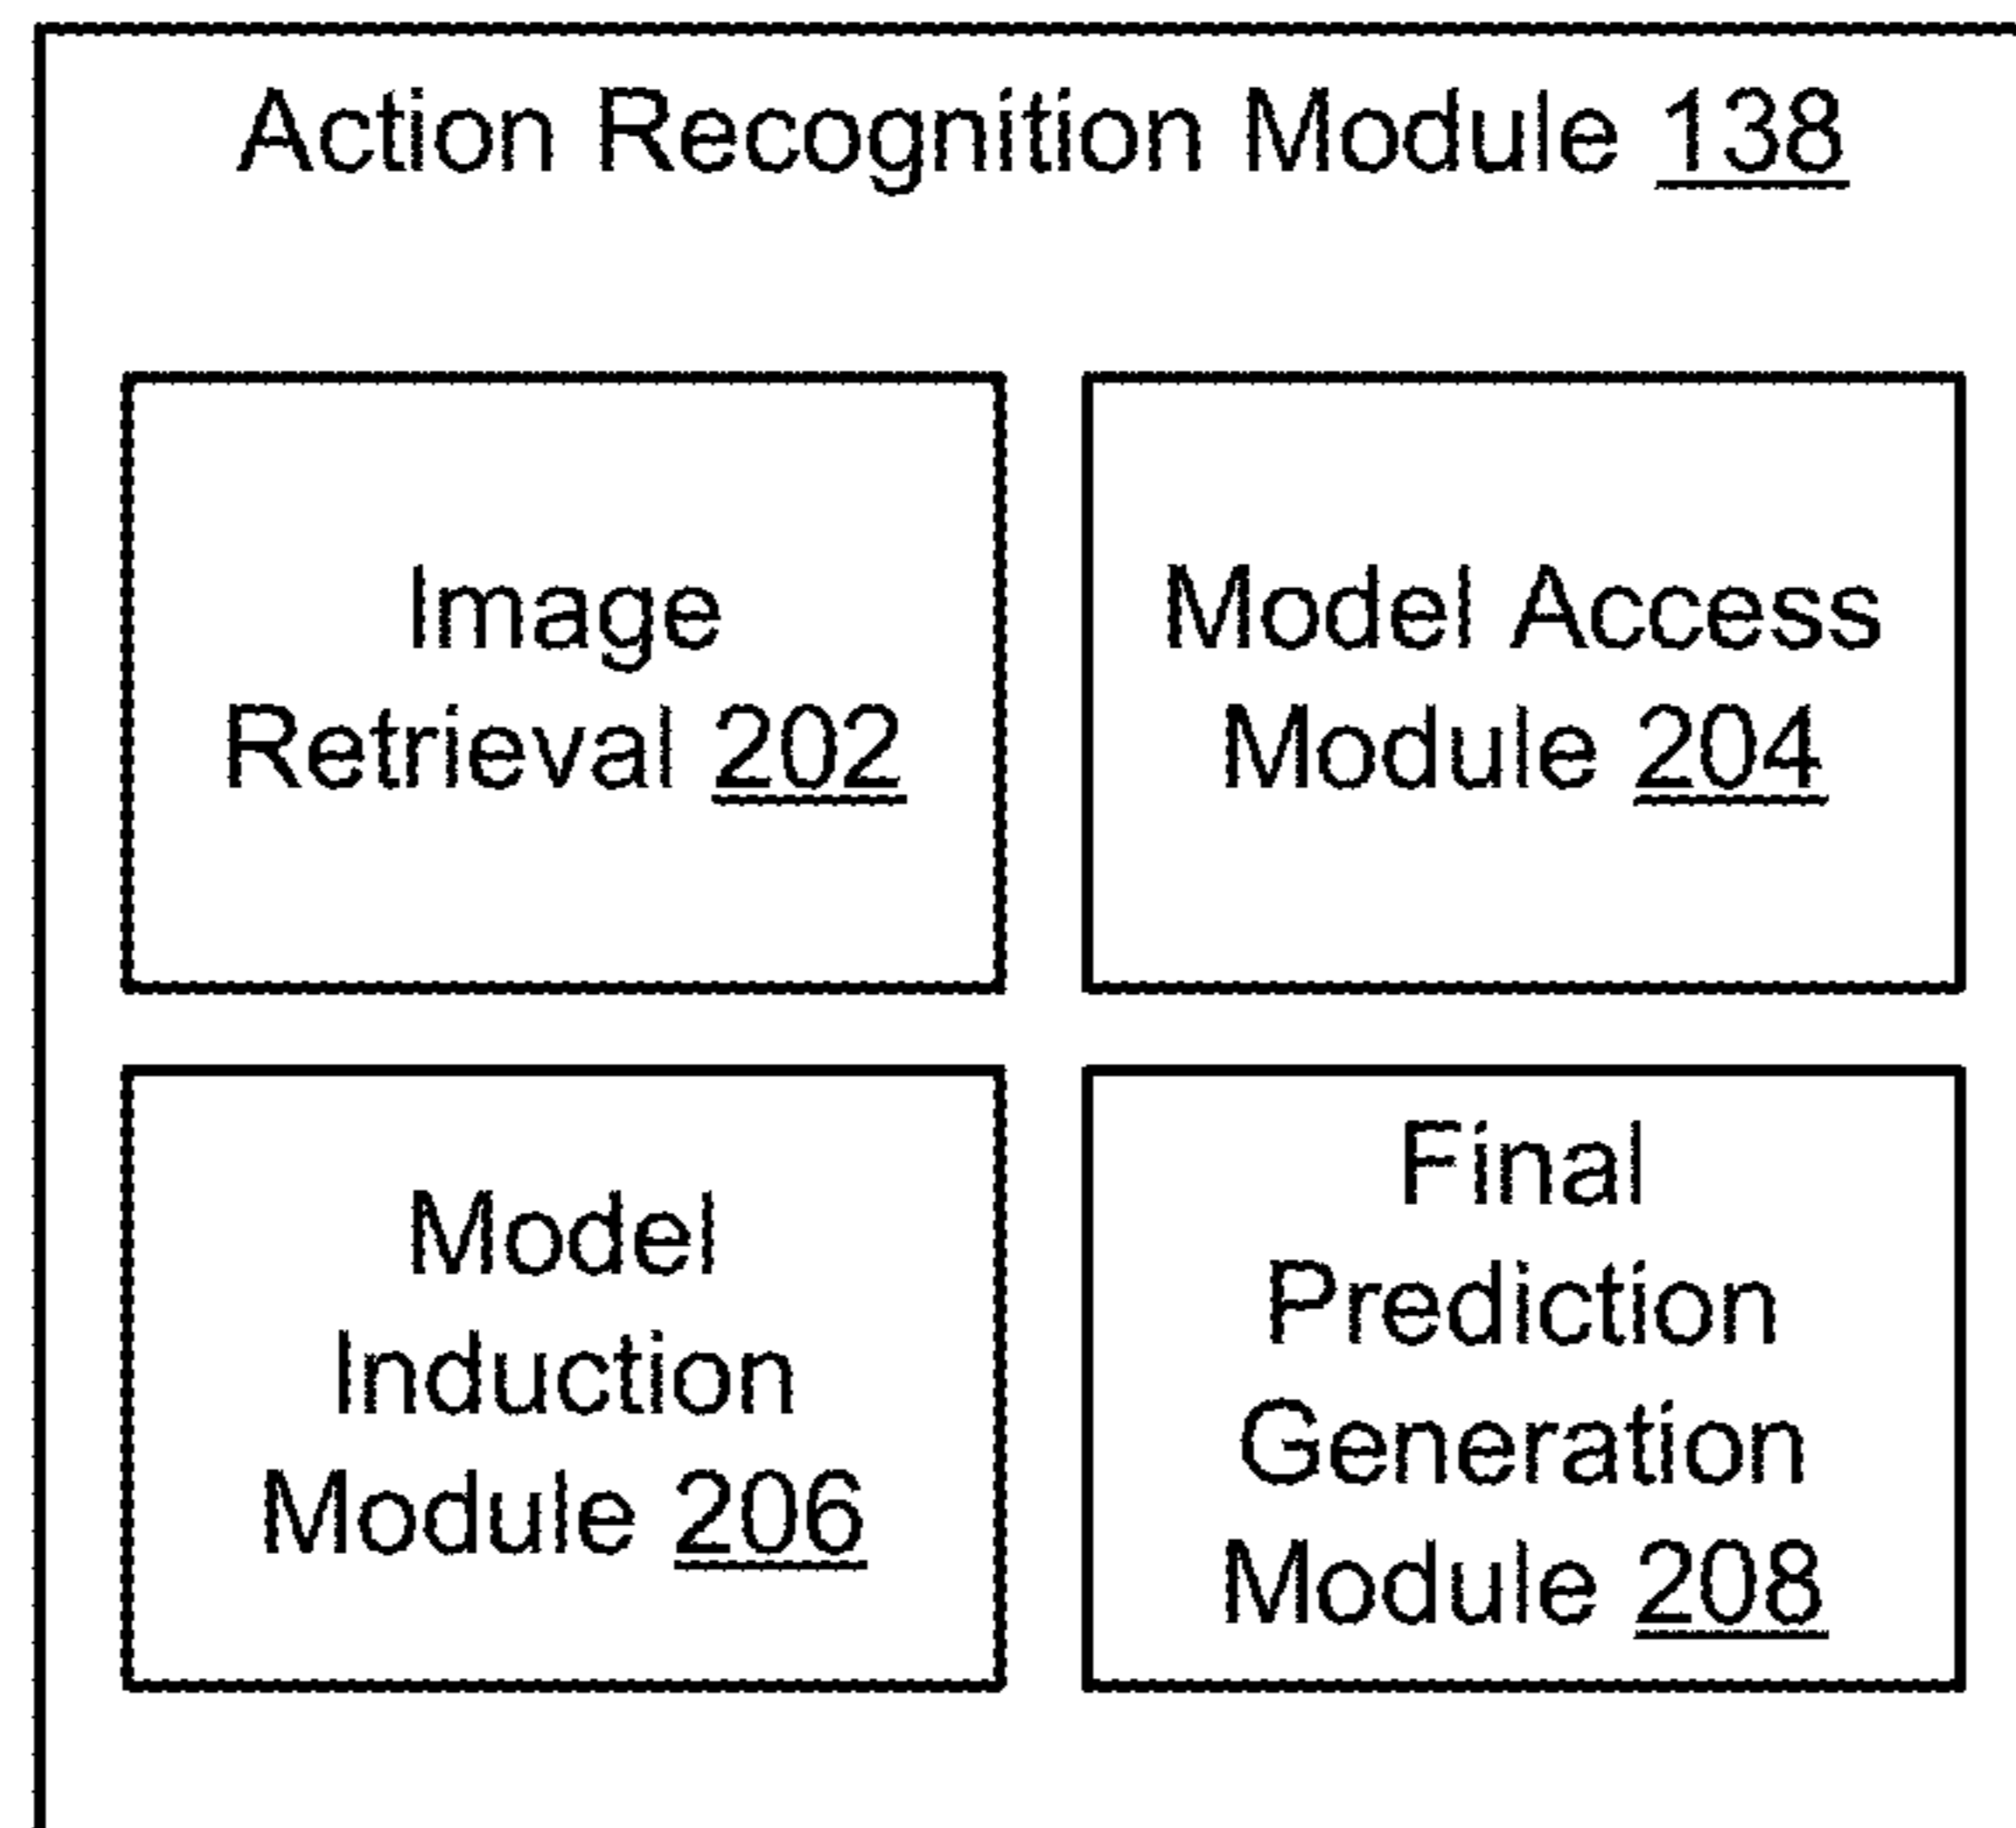 Action Recognition Module 138
Image
Retrieval 202
Model Access
Module 204
Model
Induction
Module 206
Final
Prediction
Generation
Module 208